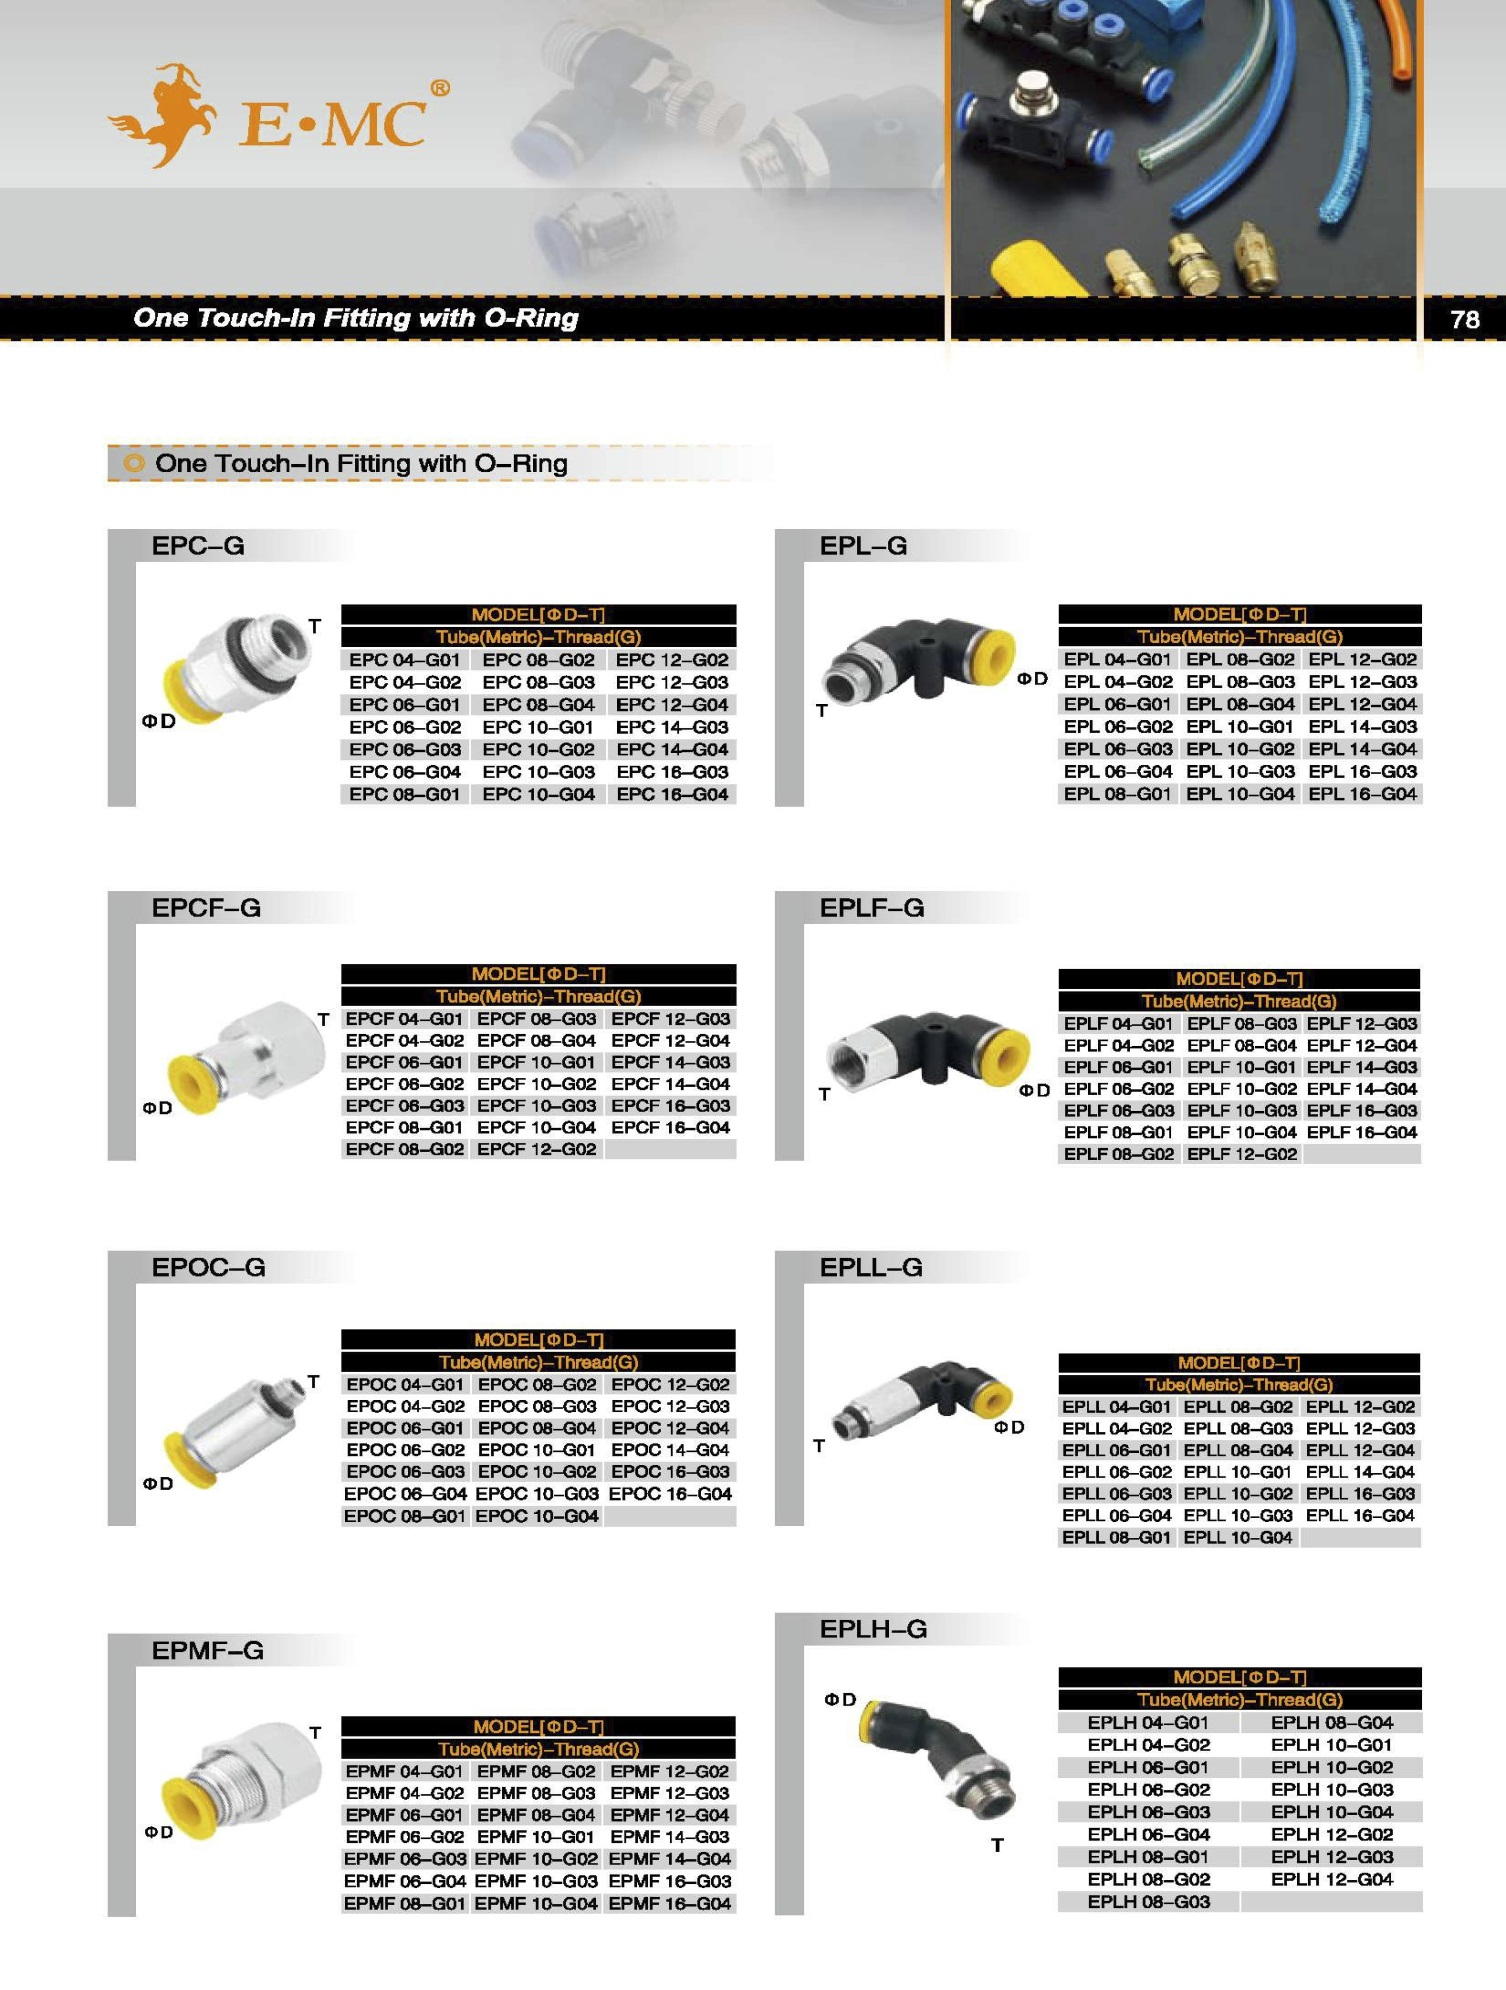 E•MC®
One Touch-In Fitting with O-Ring
78
One Touch–In Fitting with O–Ring
EPC–G
T
ΦD
MODEL[ΦD–T]
Tube(Metric)–Thread(G)
EPC 04–G01 EPC 08–G02 EPC 12–G02
EPC 04–G02 EPC 08–G03 EPC 12–G03
EPC 06–G01 EPC 08–G04 EPC 12–G04
EPC 06–G02 EPC 10–G01 EPC 14–G03
EPC 06–G03 EPC 10–G02 EPC 14–G04
EPC 06–G04 EPC 10–G03 EPC 16–G03
EPC 08–G01 EPC 10–G04 EPC 16–G04
EPL–G
ΦD
T
MODEL[ΦD–T]
Tube(Metric)–Thread(G)
EPL 04–G01 EPL 08–G02 EPL 12–G02
EPL 04–G02 EPL 08–G03 EPL 12–G03
EPL 06–G01 EPL 08–G04 EPL 12–G04
EPL 06–G02 EPL 10–G01 EPL 14–G03
EPL 06–G03 EPL 10–G02 EPL 14–G04
EPL 06–G04 EPL 10–G03 EPL 16–G03
EPL 08–G01 EPL 10–G04 EPL 16–G04
EPCF–G
T
ΦD
MODEL[ΦD–T]
Tube(Metric)–Thread(G)
EPCF 04–G01 EPCF 08–G03 EPCF 12–G03
EPCF 04–G02 EPCF 08–G04 EPCF 12–G04
EPCF 06–G01 EPCF 10–G01 EPCF 14–G03
EPCF 06–G02 EPCF 10–G02 EPCF 14–G04
EPCF 06–G03 EPCF 10–G03 EPCF 16–G03
EPCF 08–G01 EPCF 10–G04 EPCF 16–G04
EPCF 08–G02 EPCF 12–G02
EPLF–G
T
ΦD
MODEL[ΦD–T]
Tube(Metric)–Thread(G)
EPLF 04–G01 EPLF 08–G03 EPLF 12–G03
EPLF 04–G02 EPLF 08–G04 EPLF 12–G04
EPLF 06–G01 EPLF 10–G01 EPLF 14–G03
EPLF 06–G02 EPLF 10–G02 EPLF 14–G04
EPLF 06–G03 EPLF 10–G03 EPLF 16–G03
EPLF 08–G01 EPLF 10–G04 EPLF 16–G04
EPLF 08–G02 EPLF 12–G02
EPOC–G
T
ΦD
MODEL[ΦD–T]
Tube(Metric)–Thread(G)
EPOC 04–G01 EPOC 08–G02 EPOC 12–G02
EPOC 04–G02 EPOC 08–G03 EPOC 12–G03
EPOC 06–G01 EPOC 08–G04 EPOC 12–G04
EPOC 06–G02 EPOC 10–G01 EPOC 14–G04
EPOC 06–G03 EPOC 10–G02 EPOC 16–G03
EPOC 06–G04 EPOC 10–G03 EPOC 16–G04
EPOC 08–G01 EPOC 10–G04
EPLL–G
ΦD
T
MODEL[ΦD–T]
Tube(Metric)–Thread(G)
EPLL 04–G01 EPLL 08–G02 EPLL 12–G02
EPLL 04–G02 EPLL 08–G03 EPLL 12–G03
EPLL 06–G01 EPLL 08–G04 EPLL 12–G04
EPLL 06–G02 EPLL 10–G01 EPLL 14–G04
EPLL 06–G03 EPLL 10–G02 EPLL 16–G03
EPLL 06–G04 EPLL 10–G03 EPLL 16–G04
EPLL 08–G01 EPLL 10–G04
EPMF–G
T
ΦD
MODEL[ΦD–T]
Tube(Metric)–Thread(G)
EPMF 04–G01 EPMF 08–G02 EPMF 12–G02
EPMF 04–G02 EPMF 08–G03 EPMF 12–G03
EPMF 06–G01 EPMF 08–G04 EPMF 12–G04
EPMF 06–G02 EPMF 10–G01 EPMF 14–G03
EPMF 06–G03 EPMF 10–G02 EPMF 14–G04
EPMF 06–G04 EPMF 10–G03 EPMF 16–G03
EPMF 08–G01 EPMF 10–G04 EPMF 16–G04
EPLH–G
ΦD
T
MODEL[ΦD–T]
Tube(Metric)–Thread(G)
EPLH 04–G01 EPLH 08–G04
EPLH 04–G02 EPLH 10–G01
EPLH 06–G01 EPLH 10–G02
EPLH 06–G02 EPLH 10–G03
EPLH 06–G03 EPLH 10–G04
EPLH 06–G04 EPLH 12–G02
EPLH 08–G01 EPLH 12–G03
EPLH 08–G02 EPLH 12–G04
EPLH 08–G03